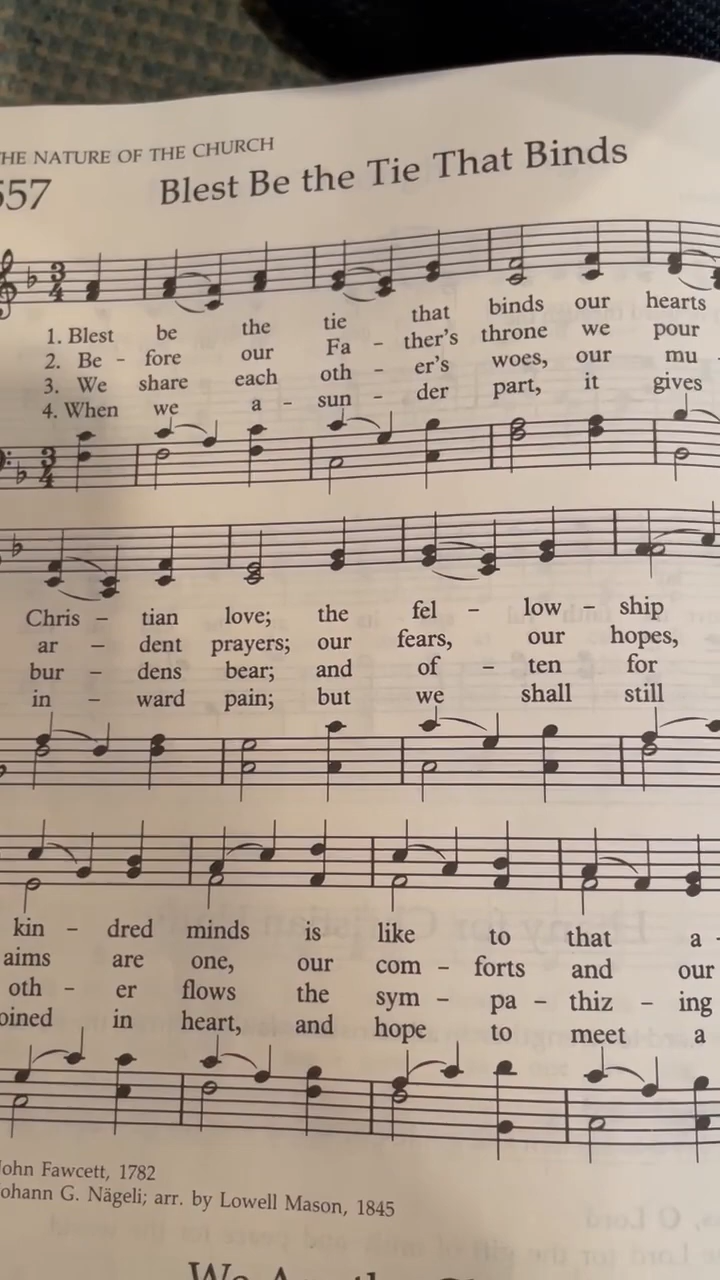 HE NATURE OF THE CHURCH
557 Blest Be the Tie That Binds
3
4
1. Blest be the tie that binds our hearts
2. Be - fore our Fa - ther's throne we pour
3. We share each oth - er's woes, our mu -
4. When we a - sun - der part, it gives
3
4
Chris - tian love; the fel - low - ship
ar - dent prayers; our fears, our hopes,
bur - dens bear; and of - ten for
in - ward pain; but we shall still
kin - dred minds is like to that a -
aims are one, our com - forts and our
oth - er flows the sym - pa - thiz - ing
oined in heart, and hope to meet a
ohn Fawcett, 1782
ohann G. Nägeli; arr. by Lowell Mason, 1845